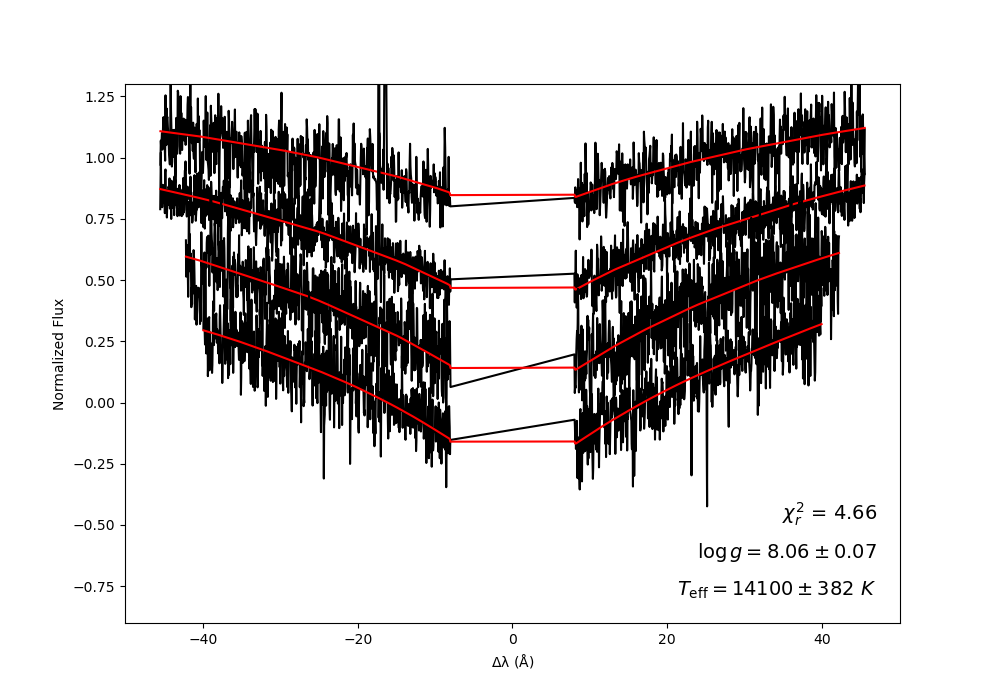 1.25
1.00
0.75
0.50
0.25
0.00
−0.25
−0.50
−0.75
Normalized Flux
χ²ᵣ = 4.66
log g = 8.06 ± 0.07
T_eff = 14100 ± 382 K
−40 −20 0 20 40
Δλ (Å)